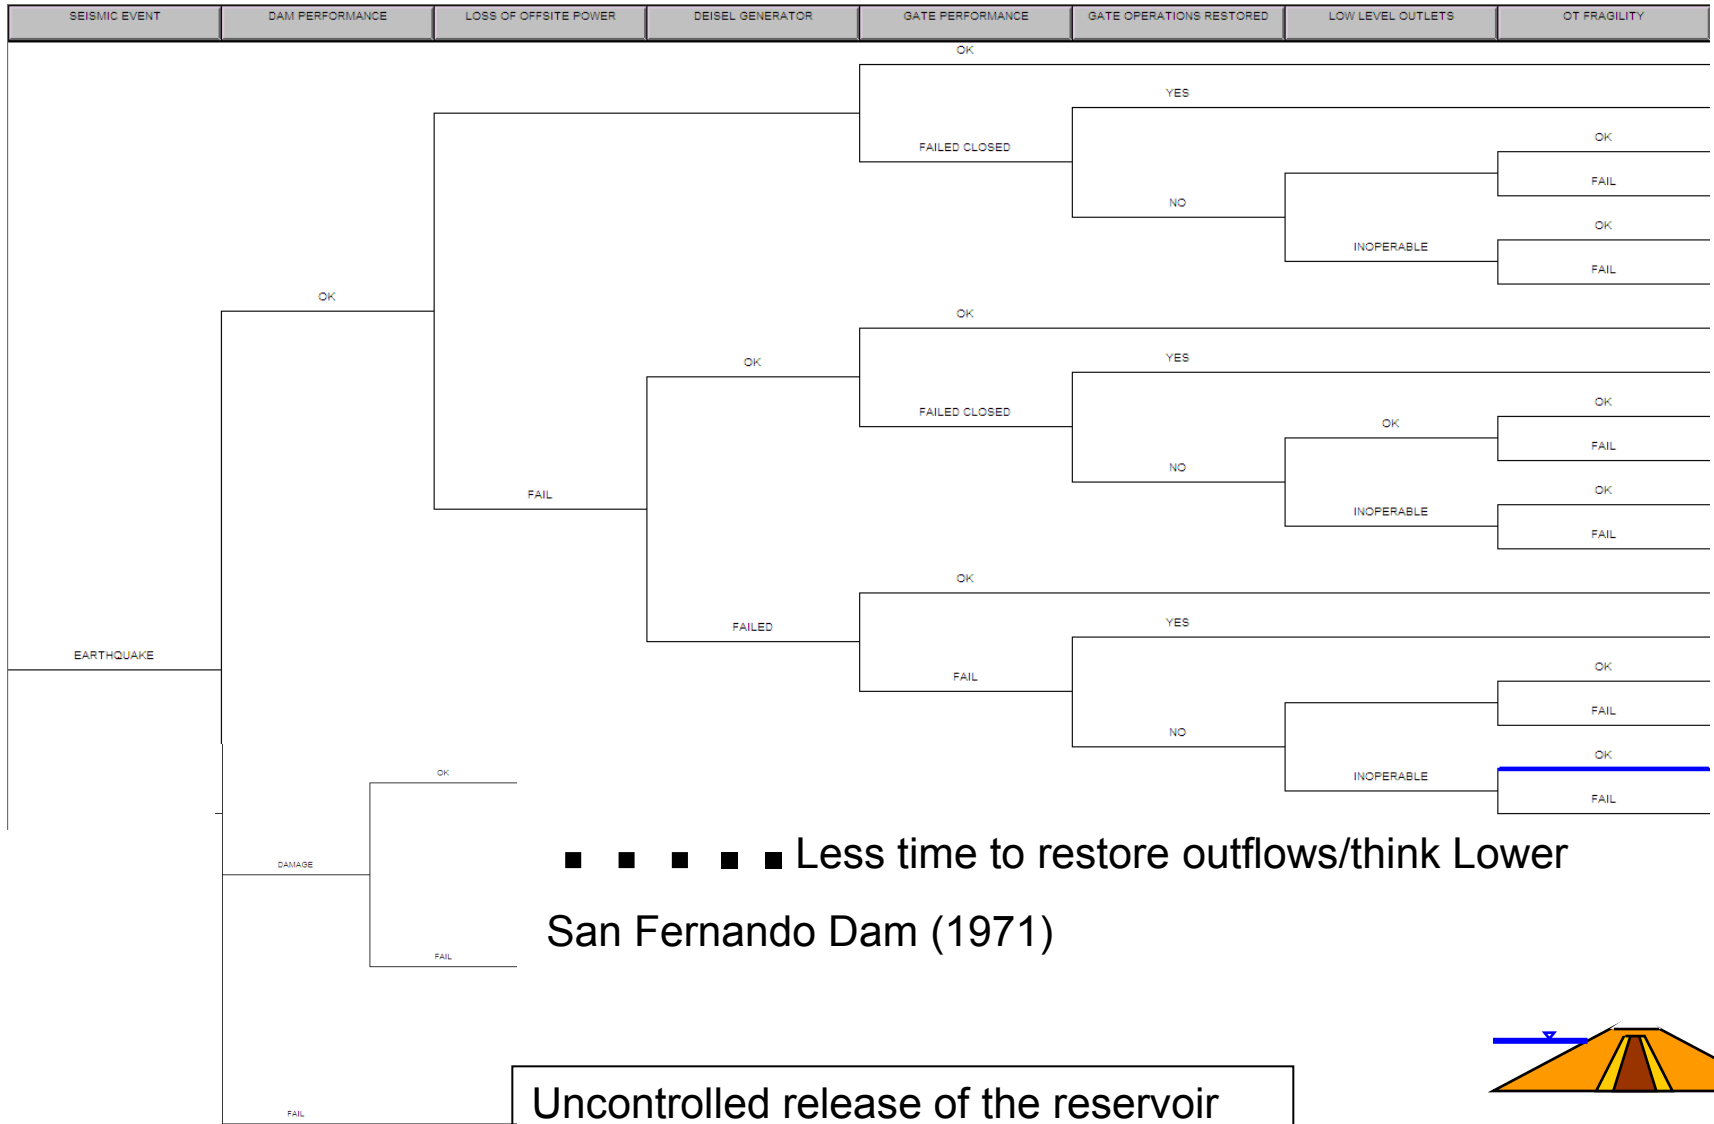 SEISMIC EVENT DAM PERFORMANCE LOSS OF OFFSITE POWER DEISEL GENERATOR GATE PERFORMANCE GATE OPERATIONS RESTORED LOW LEVEL OUTLETS OT FRAGILITY
OK
YES
OK
FAILED CLOSED
FAIL
NO
OK
INOPERABLE
FAIL
OK
OK
YES
OK
FAILED CLOSED
OK
OK
FAIL
NO
OK
FAIL
INOPERABLE
FAIL
OK
YES
FAILED
EARTHQUAKE
OK
FAIL
FAIL
NO
OK
OK
INOPERABLE
FAIL
DAMAGE
Less time to restore outflows/think Lower
San Fernando Dam (1971)
FAIL
Uncontrolled release of the reservoir
FAIL